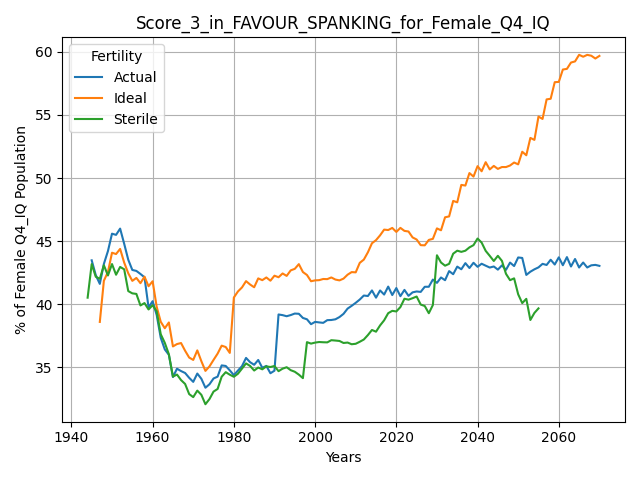 Score_3_in_FAVOUR_SPANKING_for_Female_Q4_IQ
% of Female Q4_IQ Population
60
55
50
45
40
35
Fertility
Actual
Ideal
Sterile
1940 1960 1980 2000 2020 2040 2060
Years